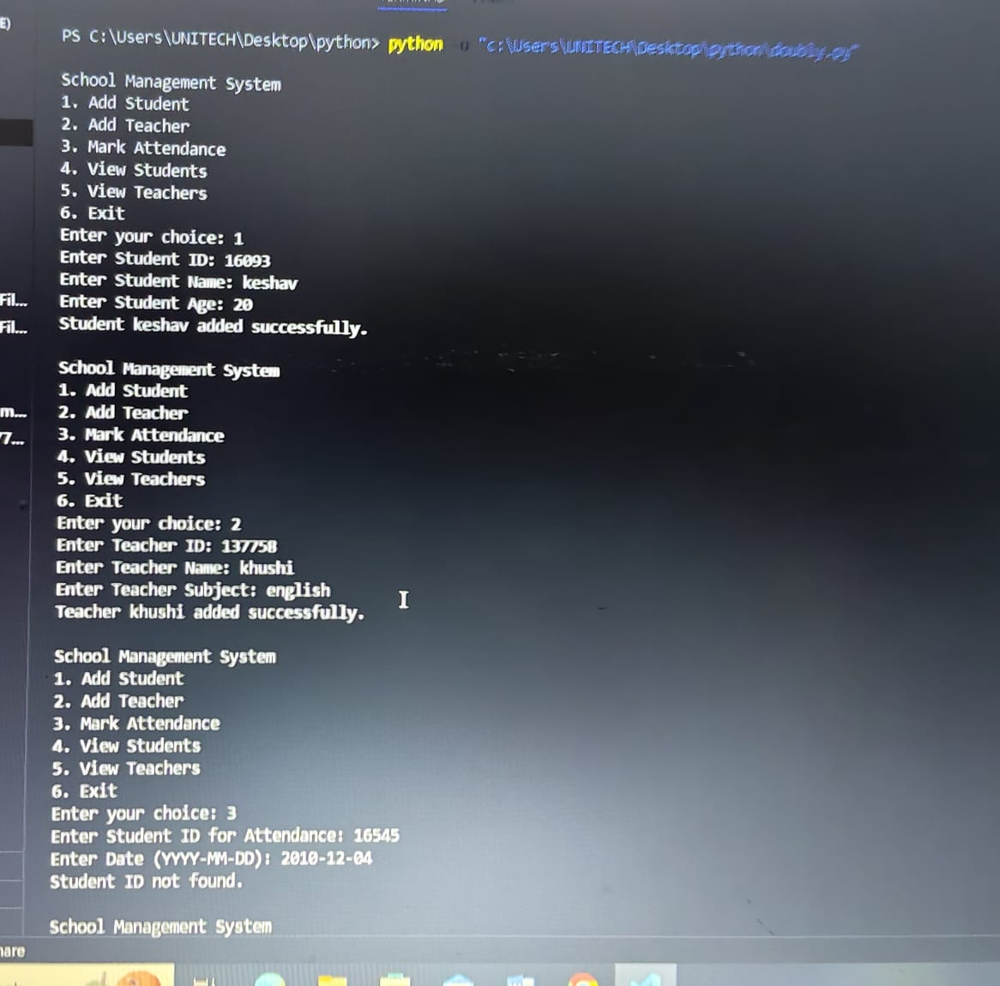 E)
PS C:\Users\UNITECH\Desktop\python> python -u "c:\Users\UNITECH\Desktop\python\doubly.py"
School Management System
1. Add Student
2. Add Teacher
3. Mark Attendance
4. View Students
5. View Teachers
6. Exit
Enter your choice: 1
Enter Student ID: 16093
Enter Student Name: keshav
Fil...
Enter Student Age: 20
Fil...
Student keshav added successfully.
School Management System
1. Add Student
m...
2. Add Teacher
7...
3. Mark Attendance
4. View Students
5. View Teachers
6. Exit
Enter your choice: 2
Enter Teacher ID: 137758
Enter Teacher Name: khushi
Enter Teacher Subject: english
Teacher khushi added successfully.
School Management System
1. Add Student
2. Add Teacher
3. Mark Attendance
4. View Students
5. View Teachers
6. Exit
Enter your choice: 3
Enter Student ID for Attendance: 16545
Enter Date (YYYY-MM-DD): 2010-12-04
Student ID not found.
School Management System
hare